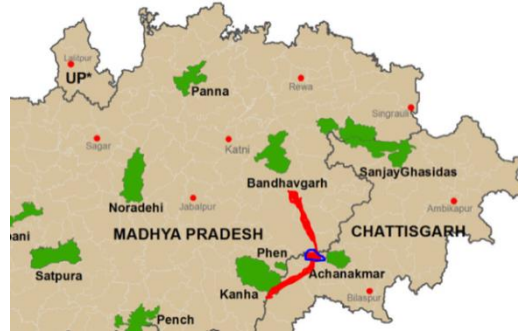 Lalitpur
UP*
Panna
Rewa
Singrauli
Sagar
Katni
Bandhavgarh
SanjayGhasidas
Noradehi
Jabalpur
Ambikapur
MADHYA PRADESH
CHATTISGARH
ani
Satpura
Phen
Achanakmar
Kanha
Bilaspur
Pench